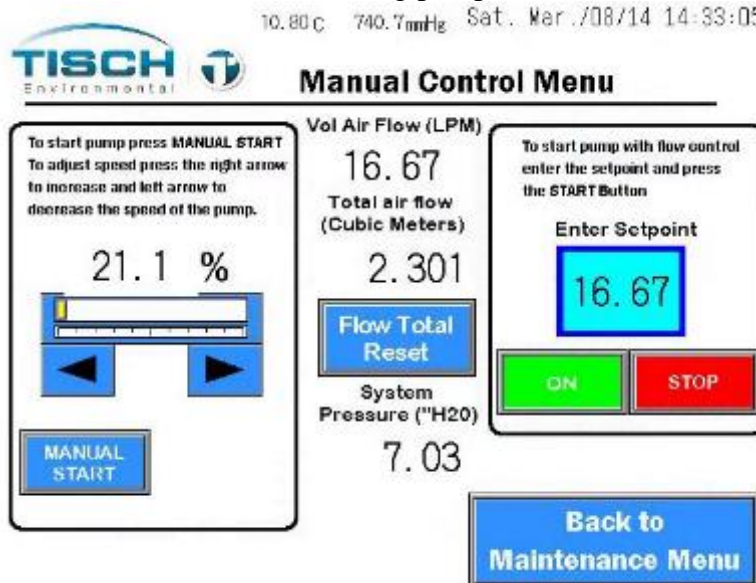 10.80 C 740.7mmHg Sat. Mar./08/14 14:33:05
TISCH
Environmental
Manual Control Menu
To start pump press MANUAL START
To adjust speed press the right arrow
to increase and left arrow to
decrease the speed of the pump.
21.1 %
MANUAL
START
Vol Air Flow (LPM)
16.67
Total air flow
(Cubic Meters)
2.301
Flow Total
Reset
System
Pressure ("H20)
7.03
To start pump with flow control
enter the setpoint and press
the START Button
Enter Setpoint
16.67
ON
STOP
Back to
Maintenance Menu